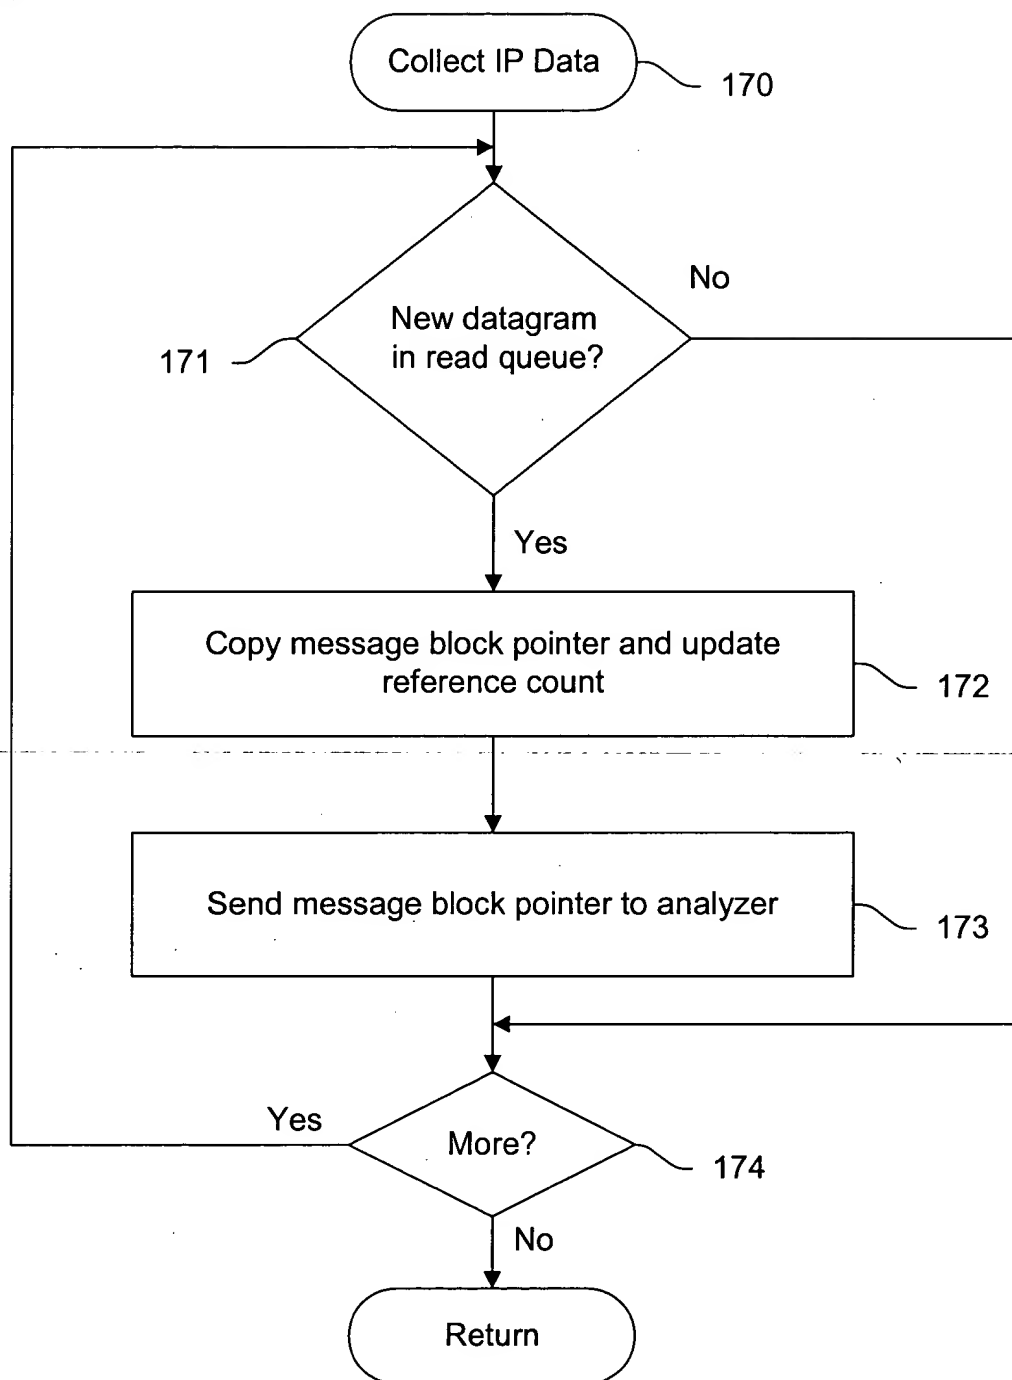 Collect IP Data
170
No
New datagram
in read queue?
171
Yes
Copy message block pointer and update
reference count
172
Send message block pointer to analyzer
173
Yes
More?
174
No
Return